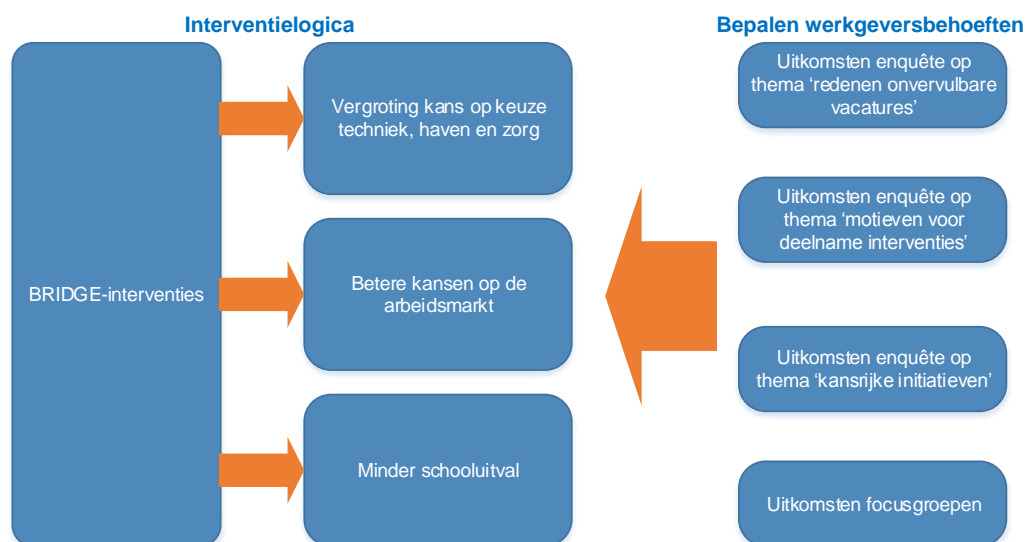 Interventielogica
BRIDGE-interventies
Vergroting kans op keuze
techniek, haven en zorg
Betere kansen op de
arbeidsmarkt
Minder schooluitval
Bepalen werkgeversbehoeften
Uitkomsten enquête op
thema ‘redenen onvervulbare
vacatures’
Uitkomsten enquête op
thema ‘motieven voor
deelname interventies’
Uitkomsten enquête op
thema ‘kansrijke initiatieven’
Uitkomsten focusgroepen